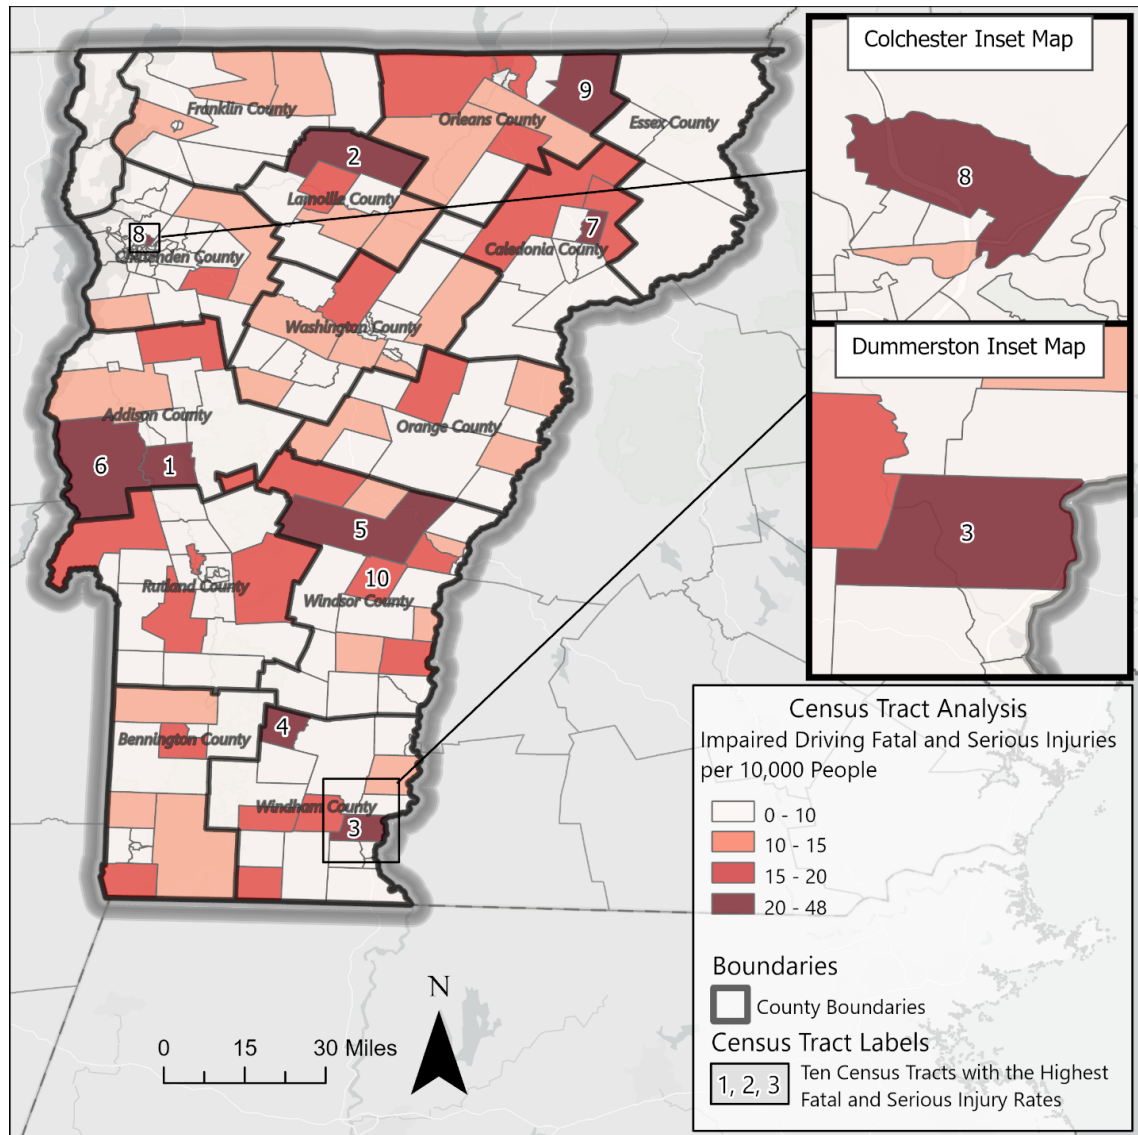 Colchester Inset Map
8
Dummerston Inset Map
3
Franklin County
Orleans County
9
Essex County
2
Lamoille County
8
Chittenden County
7
Caledonia County
Washington County
Addison County
Orange County
6
1
5
10
Rutland County
Windsor County
4
Bennington County
Windham County
3
Census Tract Analysis
Impaired Driving Fatal and Serious Injuries
per 10,000 People
0 - 10
10 - 15
15 - 20
20 - 48
Boundaries
County Boundaries
Census Tract Labels
1, 2, 3
Ten Census Tracts with the Highest
Fatal and Serious Injury Rates
N
0 15 30 Miles